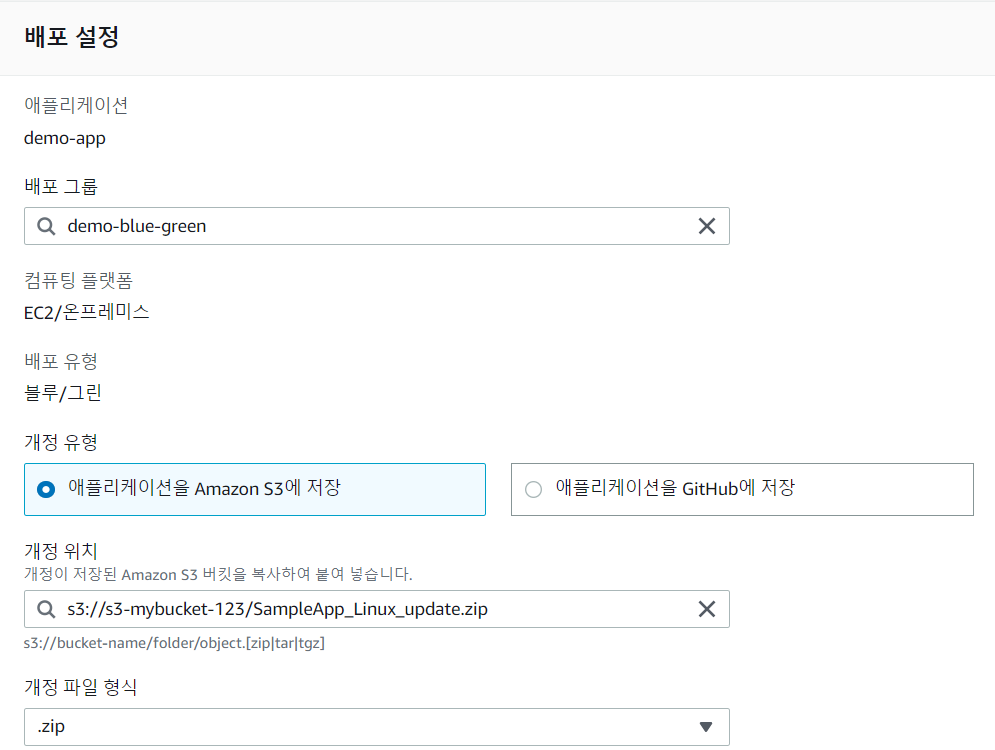 배포 설정
애플리케이션
demo-app
배포 그룹
demo-blue-green
컴퓨팅 플랫폼
EC2/온프레미스
배포 유형
블루/그린
개정 유형
애플리케이션을 Amazon S3에 저장
애플리케이션을 GitHub에 저장
개정 위치
개정이 저장된 Amazon S3 버킷을 복사하여 붙여 넣습니다.
s3://s3-mybucket-123/SampleApp_Linux_update.zip
s3://bucket-name/folder/object.[zip|tar|tgz]
개정 파일 형식
.zip